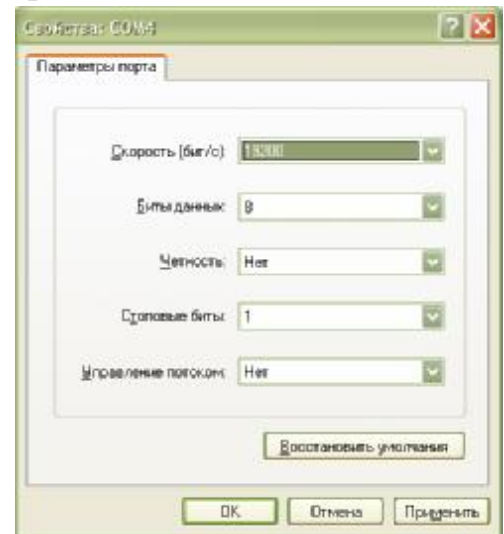 Свойства: COM4
Параметры порта
Скорость (бит/с): 19200
Биты данных: 8
Четность: Нет
Стоповые биты: 1
Управление потоком: Нет
Восстановить умолчания
OK Отмена Применить